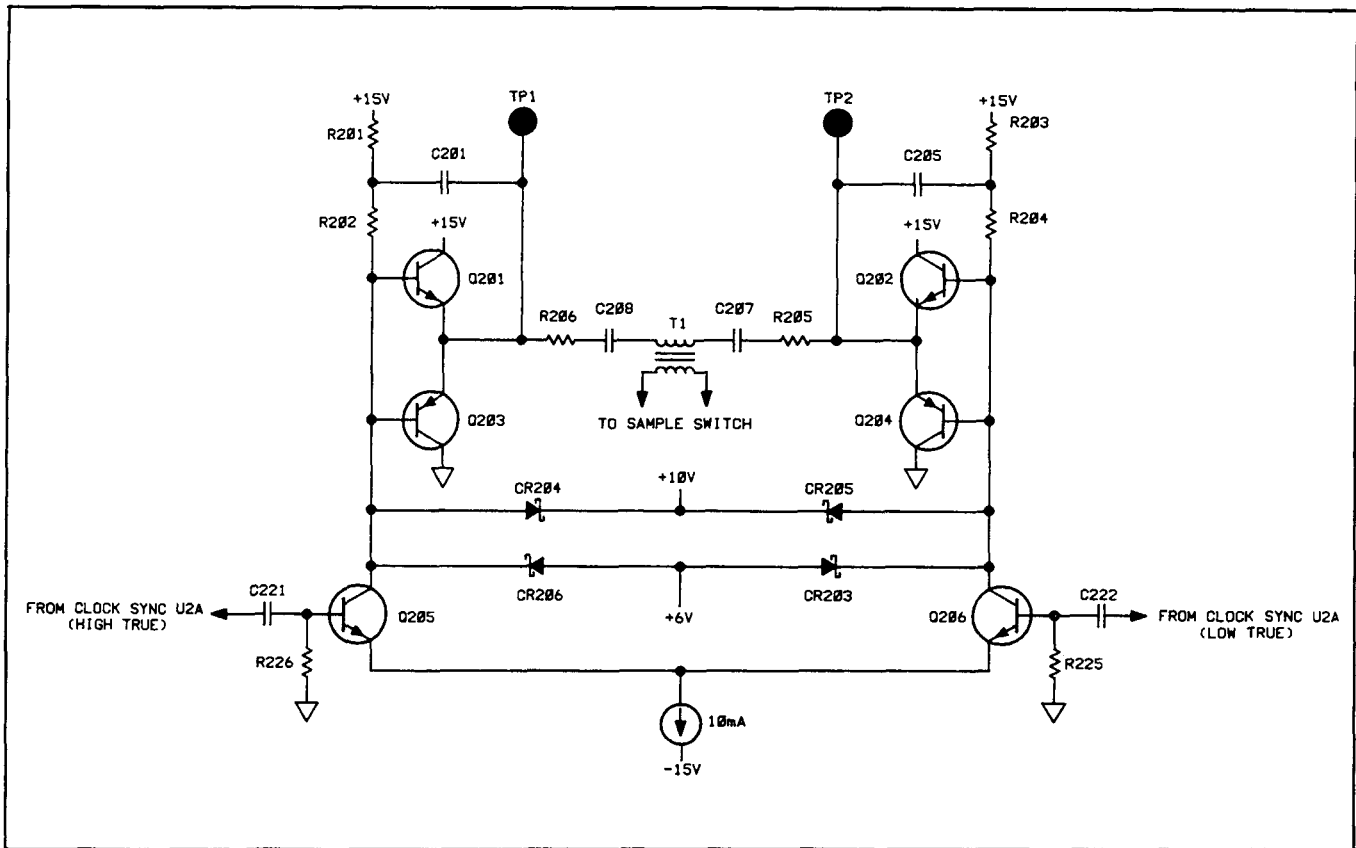 +15V
TP1
TP2
+15V
R201
R203
C201
C205
R202
+15V
+15V
R204
Q201
Q202
R206
C208
T1
C207
R205
Q203
TO SAMPLE SWITCH
Q204
CR204
+10V
CR205
C221
CR206
+6V
CR203
C222
FROM CLOCK SYNC U2A
(HIGH TRUE)
Q205
Q206
FROM CLOCK SYNC U2A
(LOW TRUE)
R226
R225
10mA
-15V